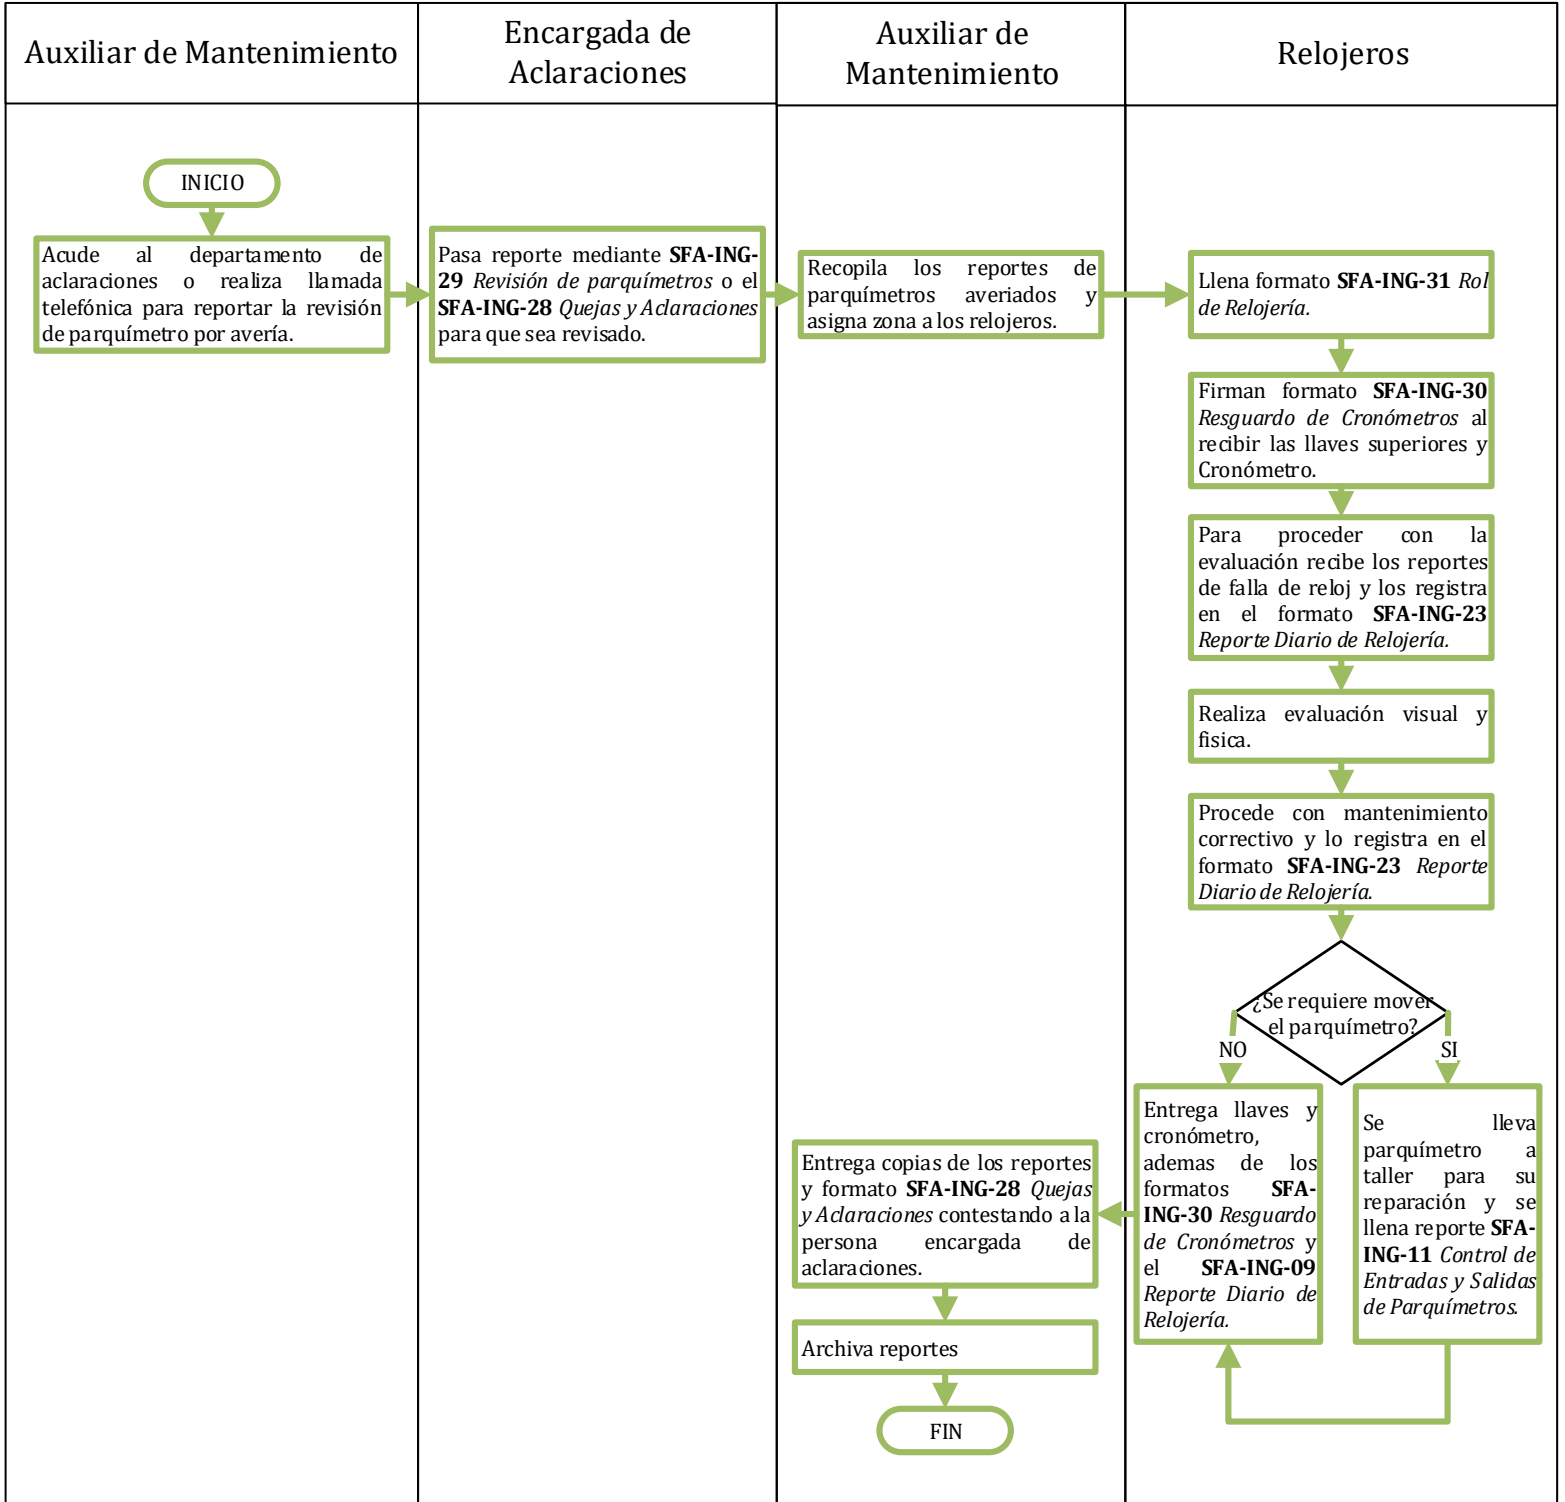 Auxiliar de Mantenimiento
Encargada de
Aclaraciones
Auxiliar de
Mantenimiento
Relojeros
INICIO
Acude al departamento de
aclaraciones o realiza llamada
telefónica para reportar la revisión
de parquímetro por avería.
Pasa reporte mediante SFA-ING-
29 Revisión de parquímetros o el
SFA-ING-28 Quejas y Aclaraciones
para que sea revisado.
Recopila los reportes de
parquímetros averiados y
asigna zona a los relojeros.
Llena formato SFA-ING-31 Rol
de Relojería.
Firman formato SFA-ING-30
Resguardo de Cronómetros al
recibir las llaves superiores y
Cronómetro.
Para proceder con la
evaluación recibe los reportes
de falla de reloj y los registra
en el formato SFA-ING-23
Reporte Diario de Relojería.
Realiza evaluación visual y
fisica.
Procede con mantenimiento
correctivo y lo registra en el
formato SFA-ING-23 Reporte
Diario de Relojería.
¿Se requiere mover
el parquímetro?
NO
SI
Entrega llaves y
cronómetro,
ademas de los
formatos SFA-
ING-30 Resguardo
de Cronómetros y
el SFA-ING-09
Reporte Diario de
Relojería.
Se lleva
parquímetro a
taller para su
reparación y se
llena reporte SFA-
ING-11 Control de
Entradas y Salidas
de Parquímetros.
Entrega copias de los reportes
y formato SFA-ING-28 Quejas
y Aclaraciones contestando a la
persona encargada de
aclaraciones.
Archiva reportes
FIN